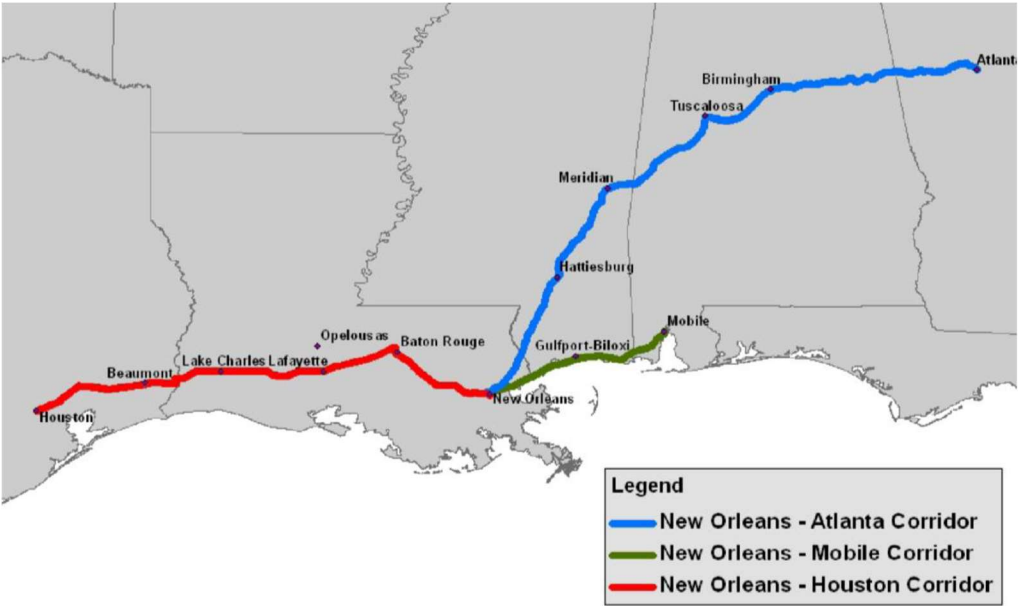 Atlanta
Birmingham
Tuscaloosa
Meridian
Hattiesburg
Mobile
Opelousas
Baton Rouge
Gulfport-Biloxi
Lake Charles
Lafayette
Beaumont
New Orleans
Houston
Legend
New Orleans - Atlanta Corridor
New Orleans - Mobile Corridor
New Orleans - Houston Corridor